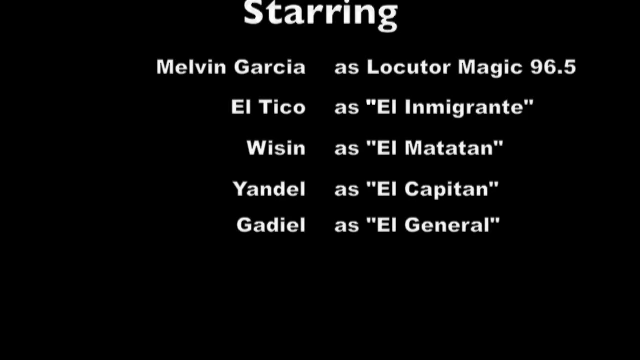 Starring
Melvin Garcia as Locutor Magic 96.5
El Tico as "El Inmigrante"
Wisin as "El Matatan"
Yandel as "El Capitan"
Gadiel as "El General"